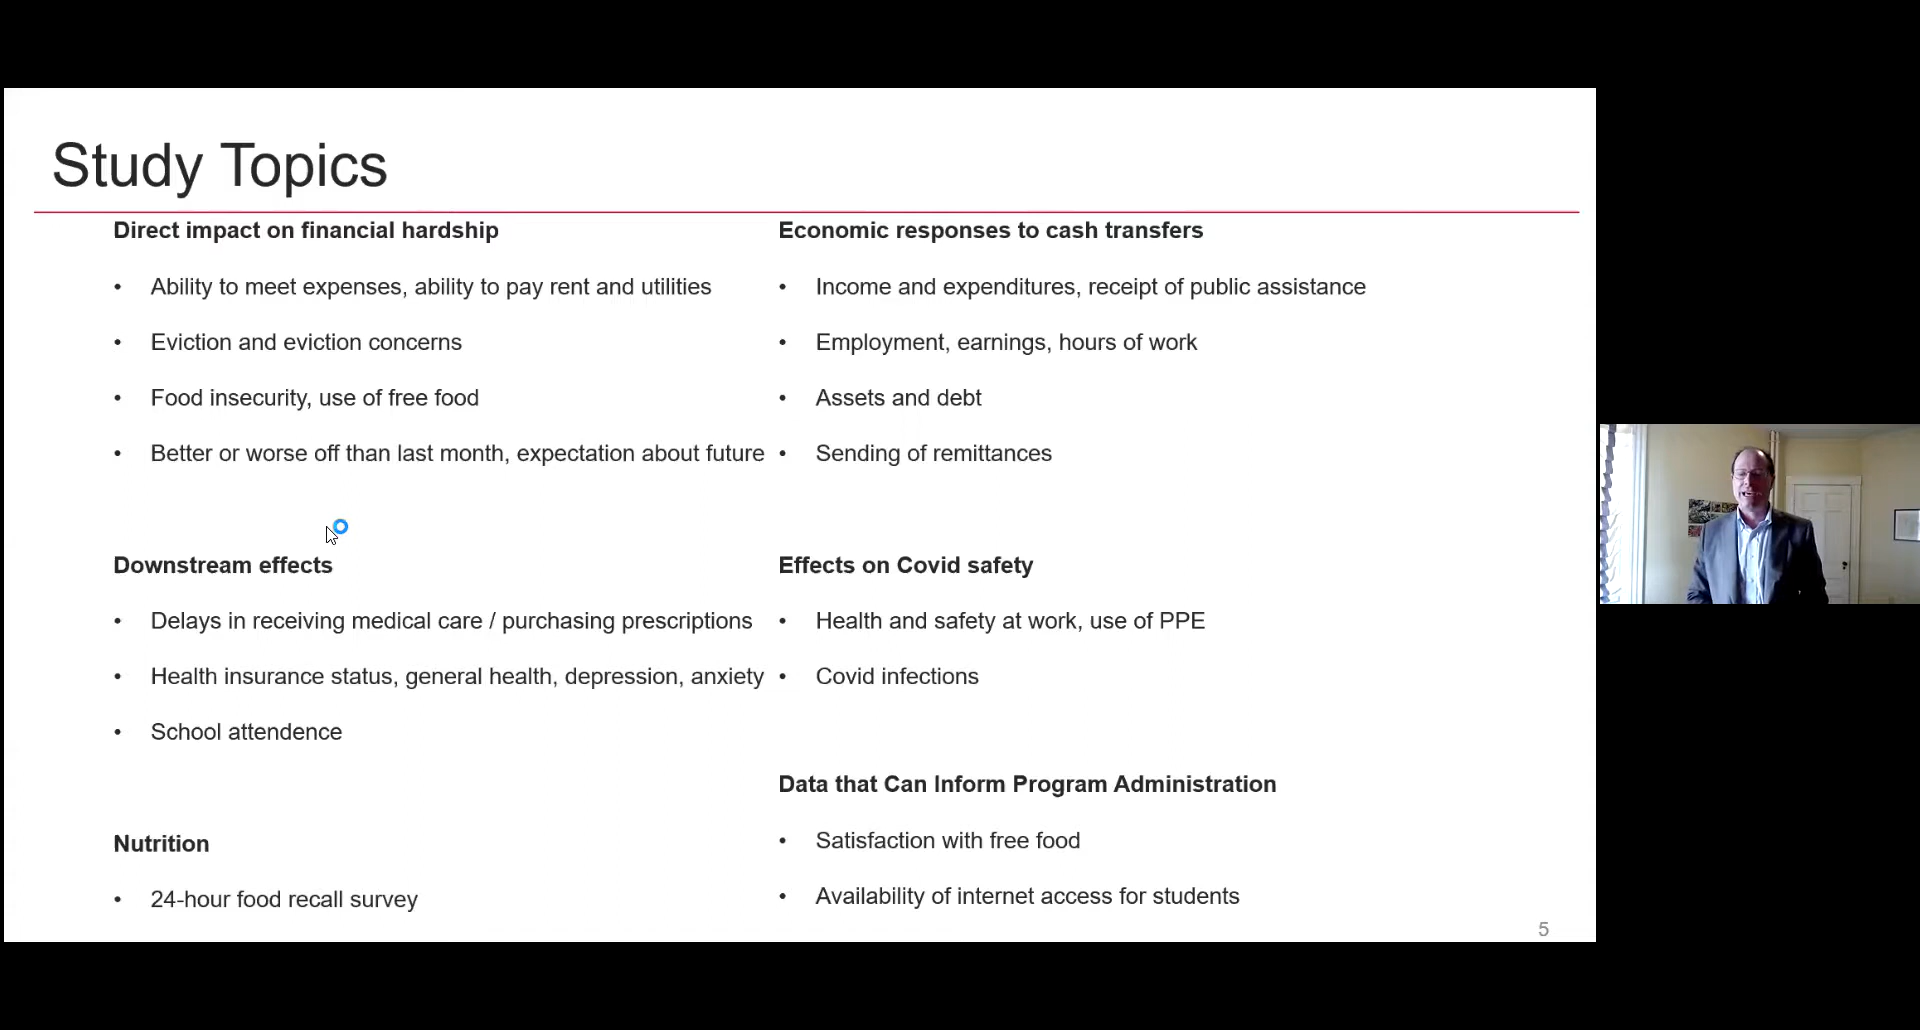 Study Topics
Direct impact on financial hardship
• Ability to meet expenses, ability to pay rent and utilities
• Eviction and eviction concerns
• Food insecurity, use of free food
• Better or worse off than last month, expectation about future
Downstream effects
• Delays in receiving medical care / purchasing prescriptions
• Health insurance status, general health, depression, anxiety
• School attendence
Nutrition
• 24-hour food recall survey
Economic responses to cash transfers
• Income and expenditures, receipt of public assistance
• Employment, earnings, hours of work
• Assets and debt
• Sending of remittances
Effects on Covid safety
• Health and safety at work, use of PPE
• Covid infections
Data that Can Inform Program Administration
• Satisfaction with free food
• Availability of internet access for students
5